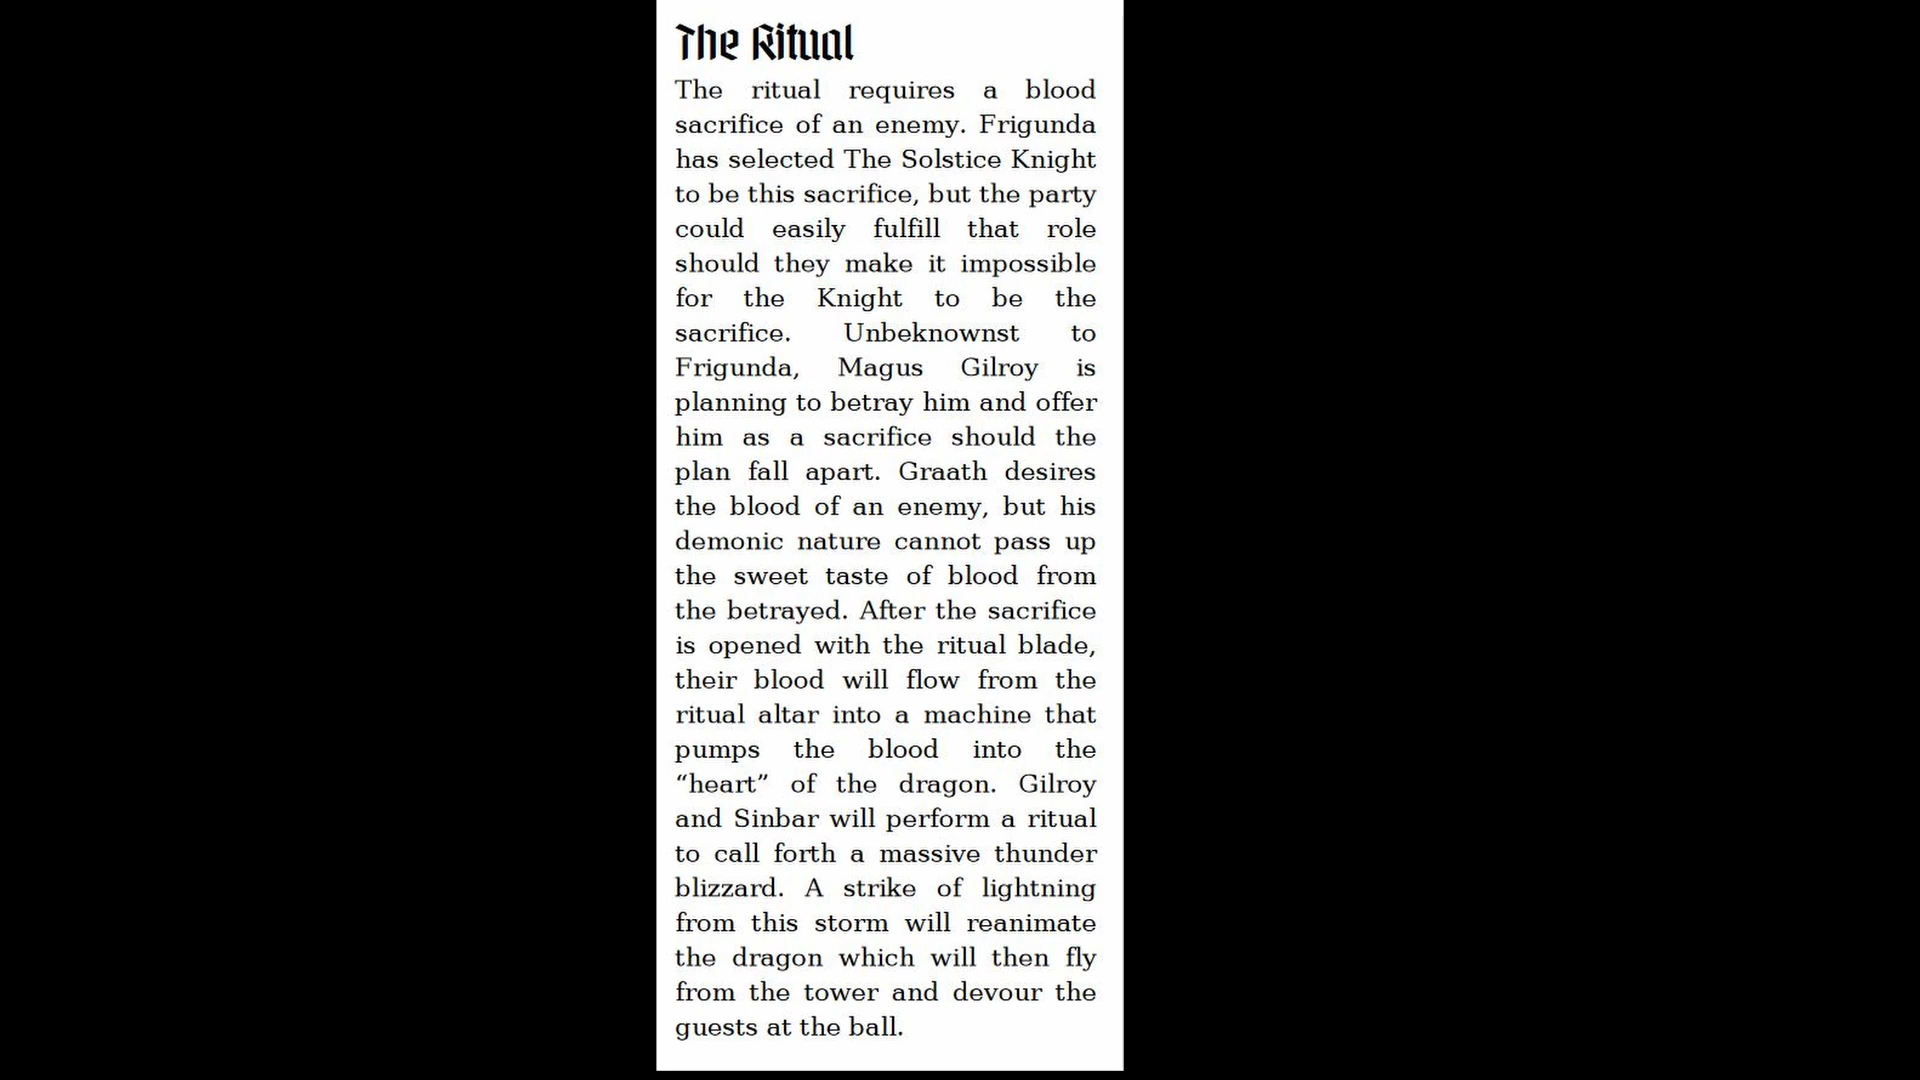 The Ritual
The ritual requires a blood
sacrifice of an enemy. Frigunda
has selected The Solstice Knight
to be this sacrifice, but the party
could easily fulfill that role
should they make it impossible
for the Knight to be the
sacrifice. Unbeknownst to
Frigunda, Magus Gilroy is
planning to betray him and offer
him as a sacrifice should the
plan fall apart. Graath desires
the blood of an enemy, but his
demonic nature cannot pass up
the sweet taste of blood from
the betrayed. After the sacrifice
is opened with the ritual blade,
their blood will flow from the
ritual altar into a machine that
pumps the blood into the
“heart” of the dragon. Gilroy
and Sinbar will perform a ritual
to call forth a massive thunder
blizzard. A strike of lightning
from this storm will reanimate
the dragon which will then fly
from the tower and devour the
guests at the ball.